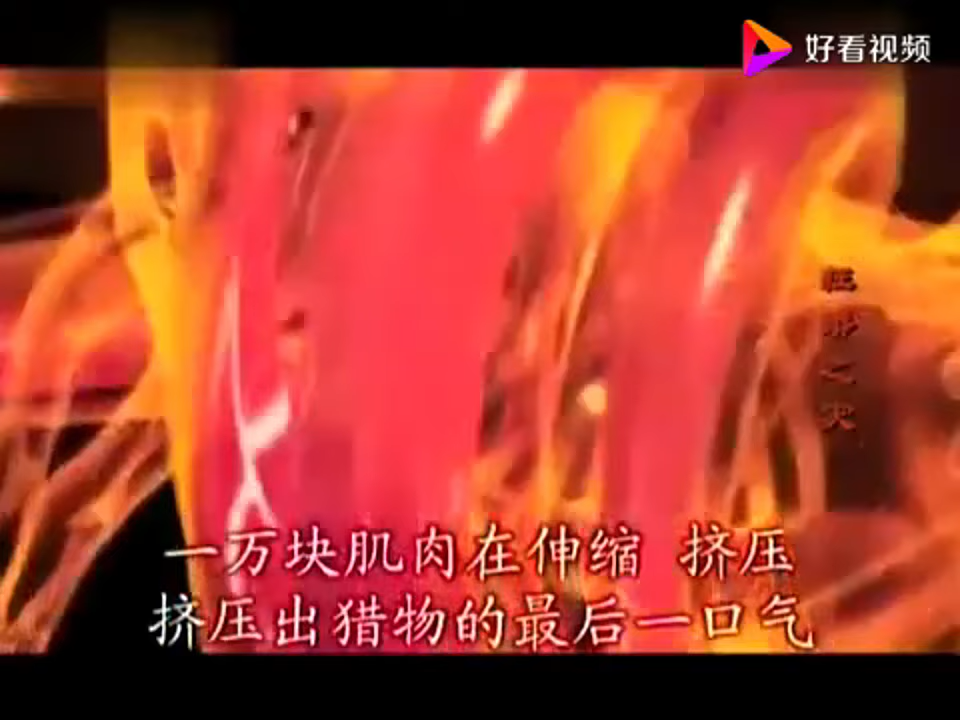 好看视频
一万块肌肉在伸缩 挤压
挤压出猎物的最后一口气